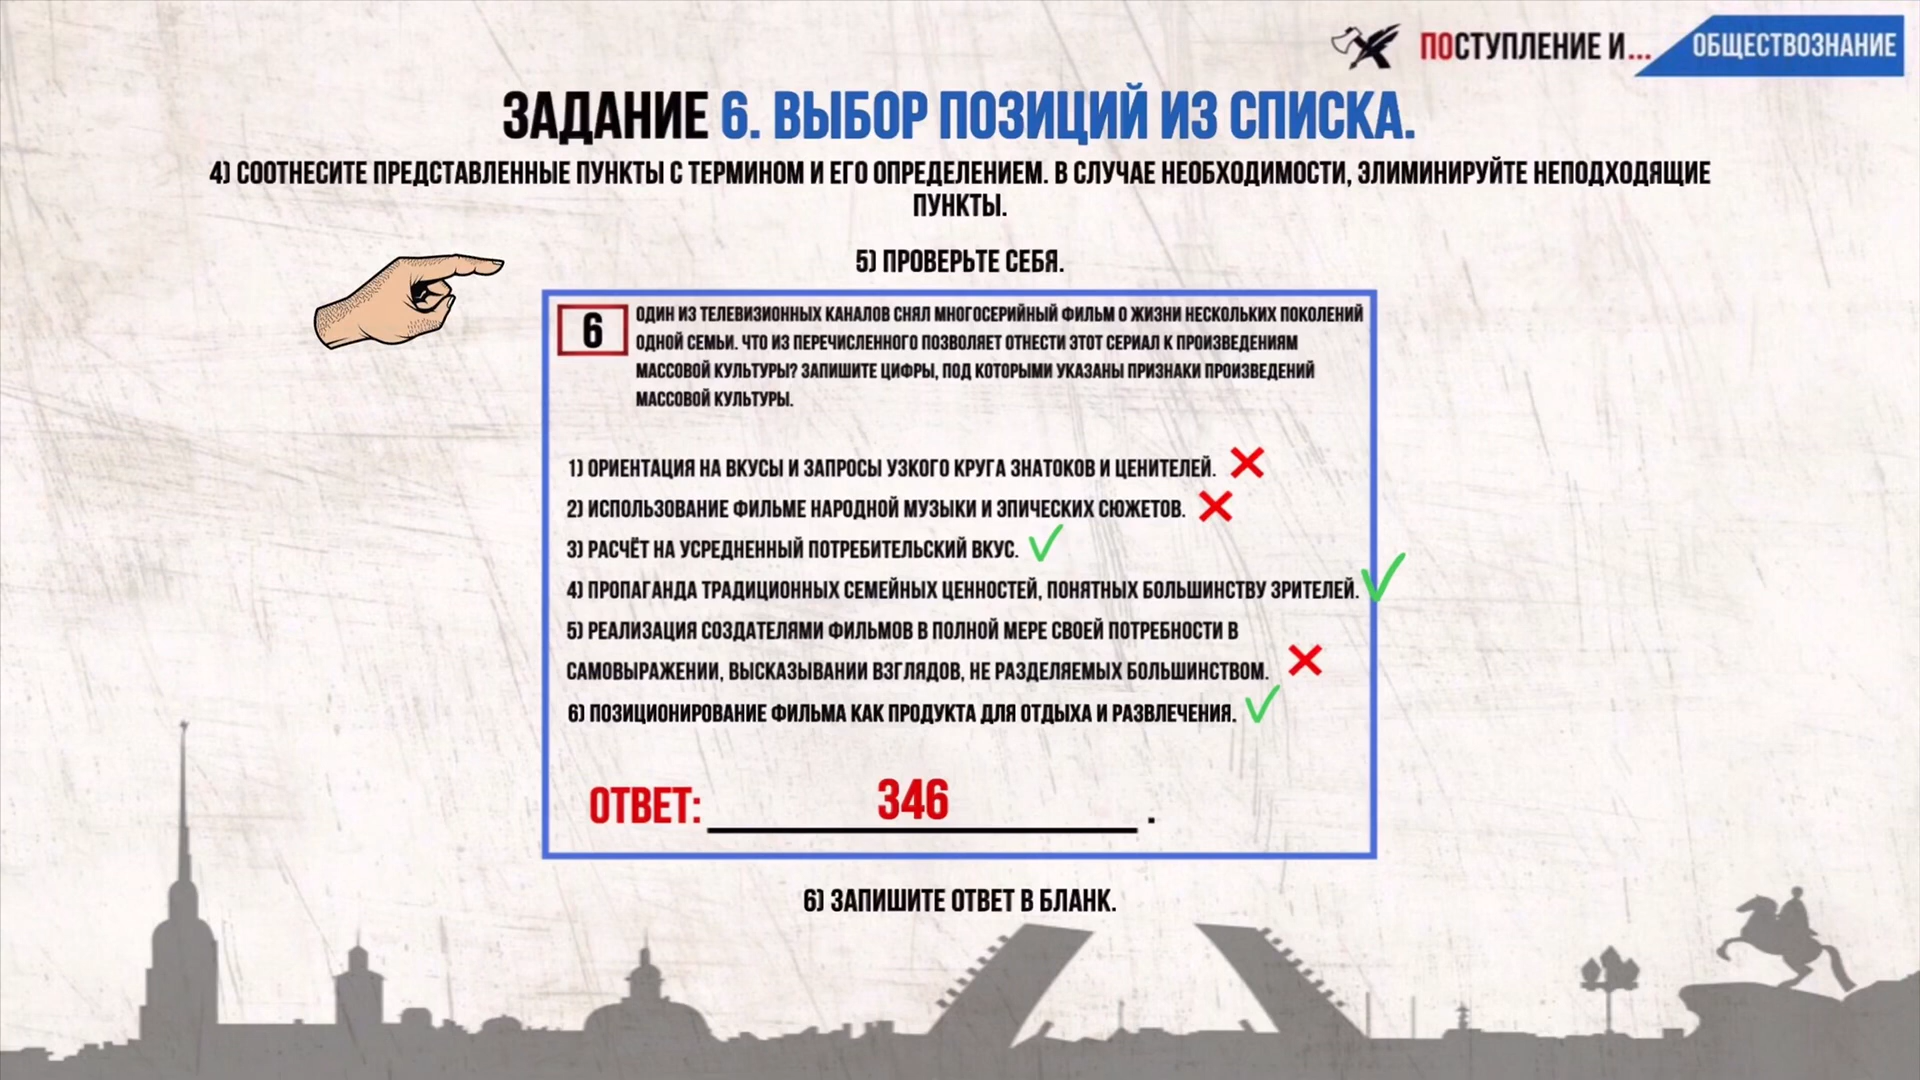 ПОСТУПЛЕНИЕ И... ОБЩЕСТВОЗНАНИЕ
ЗАДАНИЕ 6. ВЫБОР ПОЗИЦИЙ ИЗ СПИСКА.
4) СООТНЕСИТЕ ПРЕДСТАВЛЕННЫЕ ПУНКТЫ С ТЕРМИНОМ И ЕГО ОПРЕДЕЛЕНИЕМ. В СЛУЧАЕ НЕОБХОДИМОСТИ, ЭЛИМИНИРУЙТЕ НЕПОДХОДЯЩИЕ
ПУНКТЫ.
5) ПРОВЕРЬТЕ СЕБЯ.
6 ОДИН ИЗ ТЕЛЕВИЗИОННЫХ КАНАЛОВ СНЯЛ МНОГОСЕРИЙНЫЙ ФИЛЬМ О ЖИЗНИ НЕСКОЛЬКИХ ПОКОЛЕНИЙ
ОДНОЙ СЕМЬИ. ЧТО ИЗ ПЕРЕЧИСЛЕННОГО ПОЗВОЛЯЕТ ОТНЕСТИ ЭТОТ СЕРИАЛ К ПРОИЗВЕДЕНИЯМ
МАССОВОЙ КУЛЬТУРЫ? ЗАПИШИТЕ ЦИФРЫ, ПОД КОТОРЫМИ УКАЗАНЫ ПРИЗНАКИ ПРОИЗВЕДЕНИЙ
МАССОВОЙ КУЛЬТУРЫ.
1) ОРИЕНТАЦИЯ НА ВКУСЫ И ЗАПРОСЫ УЗКОГО КРУГА ЗНАТОКОВ И ЦЕНИТЕЛЕЙ.
2) ИСПОЛЬЗОВАНИЕ ФИЛЬМЕ НАРОДНОЙ МУЗЫКИ И ЭПИЧЕСКИХ СЮЖЕТОВ.
3) РАСЧЁТ НА УСРЕДНЕННЫЙ ПОТРЕБИТЕЛЬСКИЙ ВКУС.
4) ПРОПАГАНДА ТРАДИЦИОННЫХ СЕМЕЙНЫХ ЦЕННОСТЕЙ, ПОНЯТНЫХ БОЛЬШИНСТВУ ЗРИТЕЛЕЙ.
5) РЕАЛИЗАЦИЯ СОЗДАТЕЛЯМИ ФИЛЬМОВ В ПОЛНОЙ МЕРЕ СВОЕЙ ПОТРЕБНОСТИ В
САМОВЫРАЖЕНИИ, ВЫСКАЗЫВАНИИ ВЗГЛЯДОВ, НЕ РАЗДЕЛЯЕМЫХ БОЛЬШИНСТВОМ.
6) ПОЗИЦИОНИРОВАНИЕ ФИЛЬМА КАК ПРОДУКТА ДЛЯ ОТДЫХА И РАЗВЛЕЧЕНИЯ.
ОТВЕТ: 346 .
6) ЗАПИШИТЕ ОТВЕТ В БЛАНК.